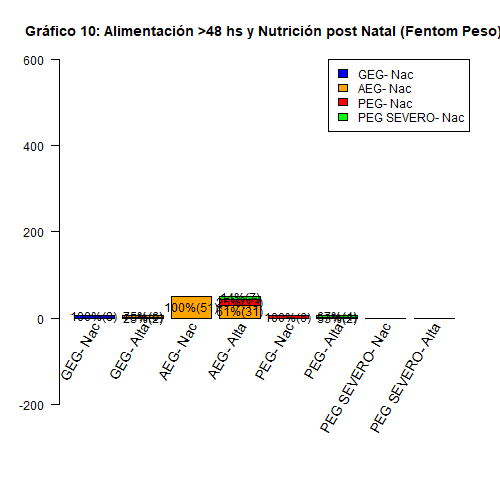 Gráfico 10: Alimentación >48 hs y Nutrición post Natal (Fentom Peso)
600
400
200
0
-200
GEG- Nac
AEG- Nac
PEG- Nac
PEG SEVERO- Nac
100%(51)
61%(31)
GEG- Nac
GEG- Alta
AEG- Nac
AEG- Alta
PEG- Nac
PEG- Alta
PEG SEVERO- Nac
PEG SEVERO- Alta